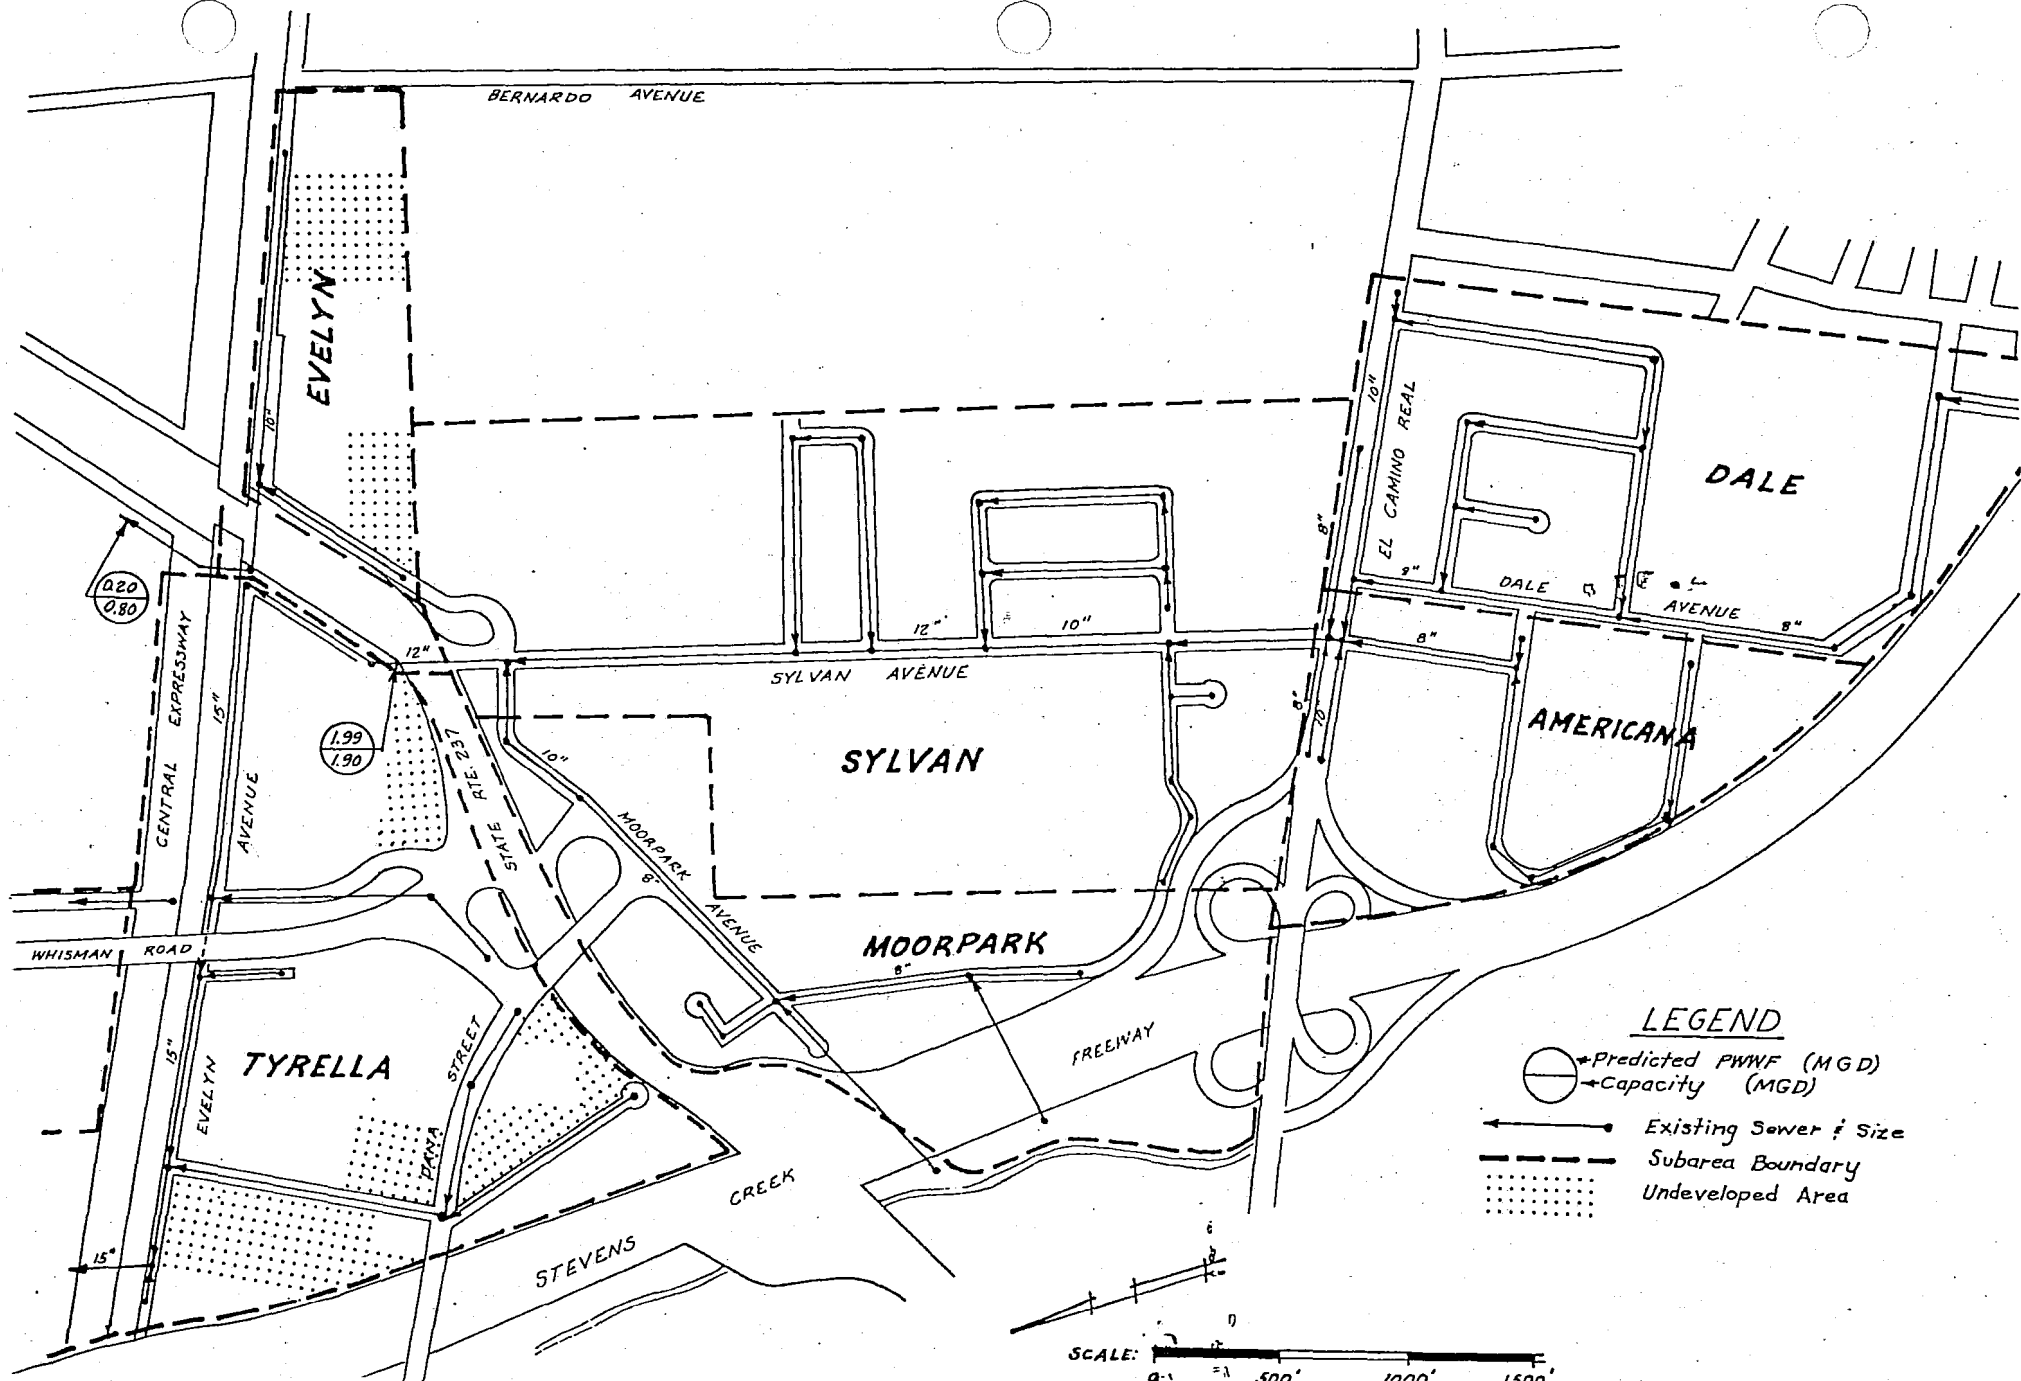 BERNARDO AVENUE
EVELYN
10"
10"
EL CAMINO REAL
DALE
8"
8"
DALE
AVENUE
8"
0.20
0.80
12"
12"
10"
8"
SYLVAN AVENUE
CENTRAL EXPRESSWAY
15"
AVENUE
1.99
1.90
STATE RTE. 237
10"
SYLVAN
8"
10"
AMERICANA
MOORPARK
8"
AVENUE
MOORPARK
8"
WHISMAN ROAD
FREEWAY
LEGEND
Predicted PWWF (MGD)
Capacity (MGD)
Existing Sewer & Size
Subarea Boundary
Undeveloped Area
TYRELLA
15"
EVELYN
STREET
DANA
15"
STEVENS
CREEK
SCALE:
500' 1000' 1500'